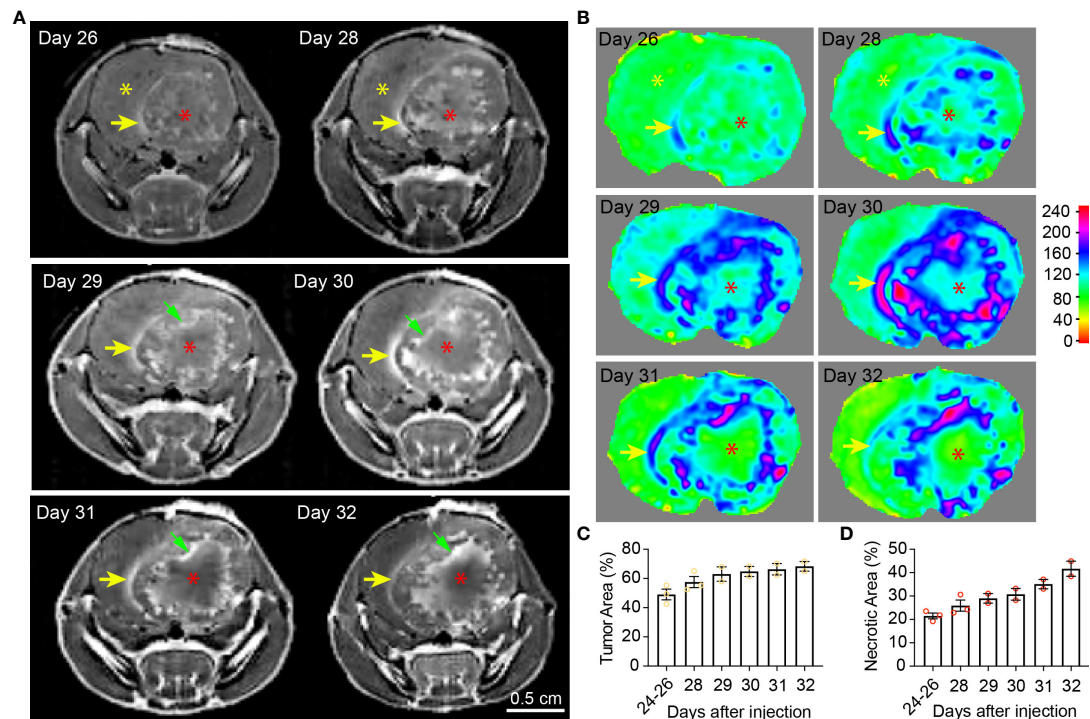 A
Day 26
Day 28
Day 29
Day 30
Day 31
Day 32
0.5 cm
B
Day 26
Day 28
Day 29
Day 30
Day 31
Day 32
240
200
160
120
80
40
0
C
Tumor Area (%)
80
60
40
20
0
24-26
28
29
30
31
32
Days after injection
D
Necrotic Area (%)
50
40
30
20
10
0
24-26
28
29
30
31
32
Days after injection